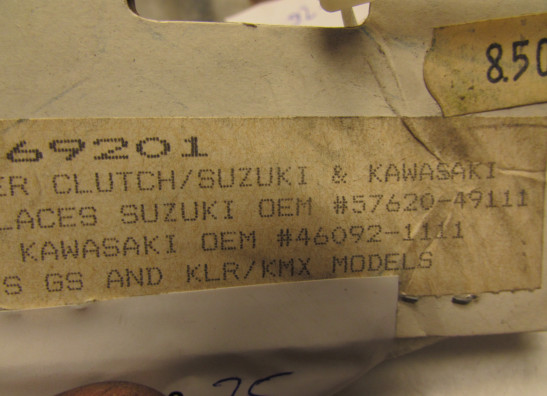 8.50
69201
ER CLUTCH/SUZUKI & KAWASAKI
LACES SUZUKI OEM #57620-49111
KAWASAKI OEM #46092-1111
S GS AND KLR/KMX MODELS